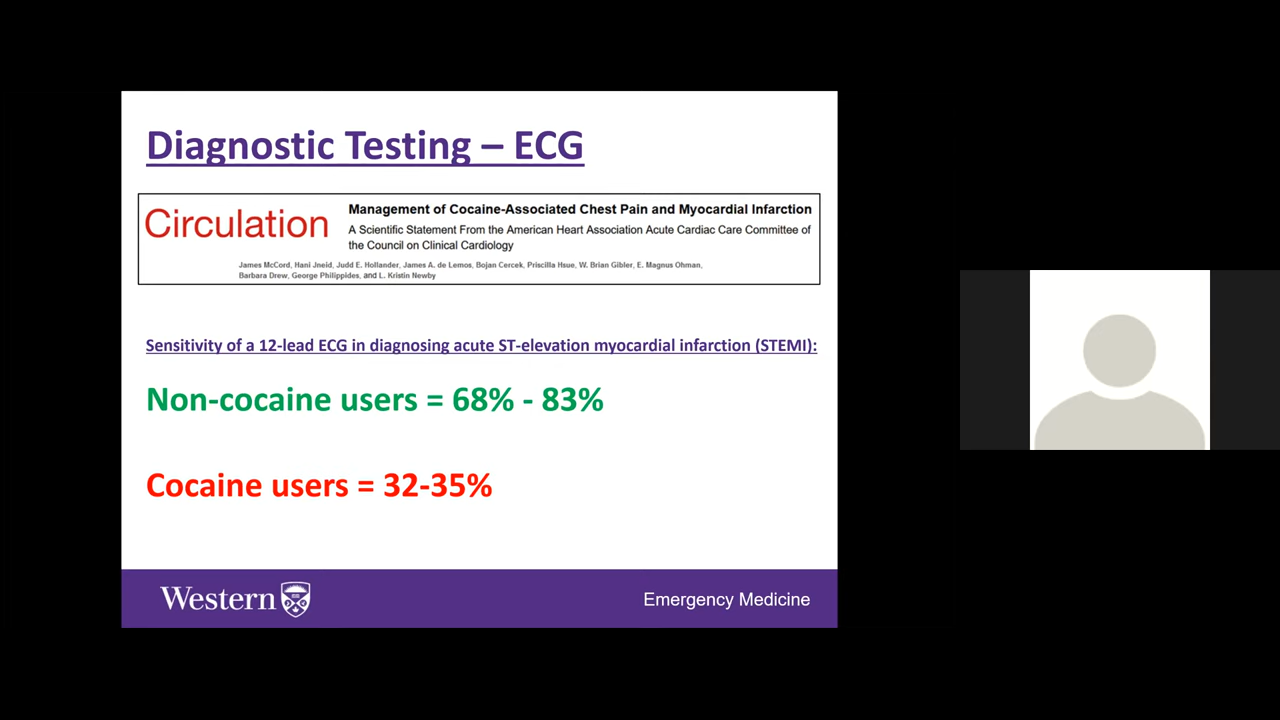 Diagnostic Testing – ECG
Circulation
Management of Cocaine-Associated Chest Pain and Myocardial Infarction
A Scientific Statement From the American Heart Association Acute Cardiac Care Committee of
the Council on Clinical Cardiology
James McCord, Hani Jneid, Judd E. Hollander, James A. de Lemos, Bojan Cercek, Priscilla Hsue, W. Brian Gibler, E. Magnus Ohman,
Barbara Drew, George Philippides, and L. Kristin Newby
Sensitivity of a 12-lead ECG in diagnosing acute ST-elevation myocardial infarction (STEMI):
Non-cocaine users = 68% - 83%
Cocaine users = 32-35%
Western
Emergency Medicine